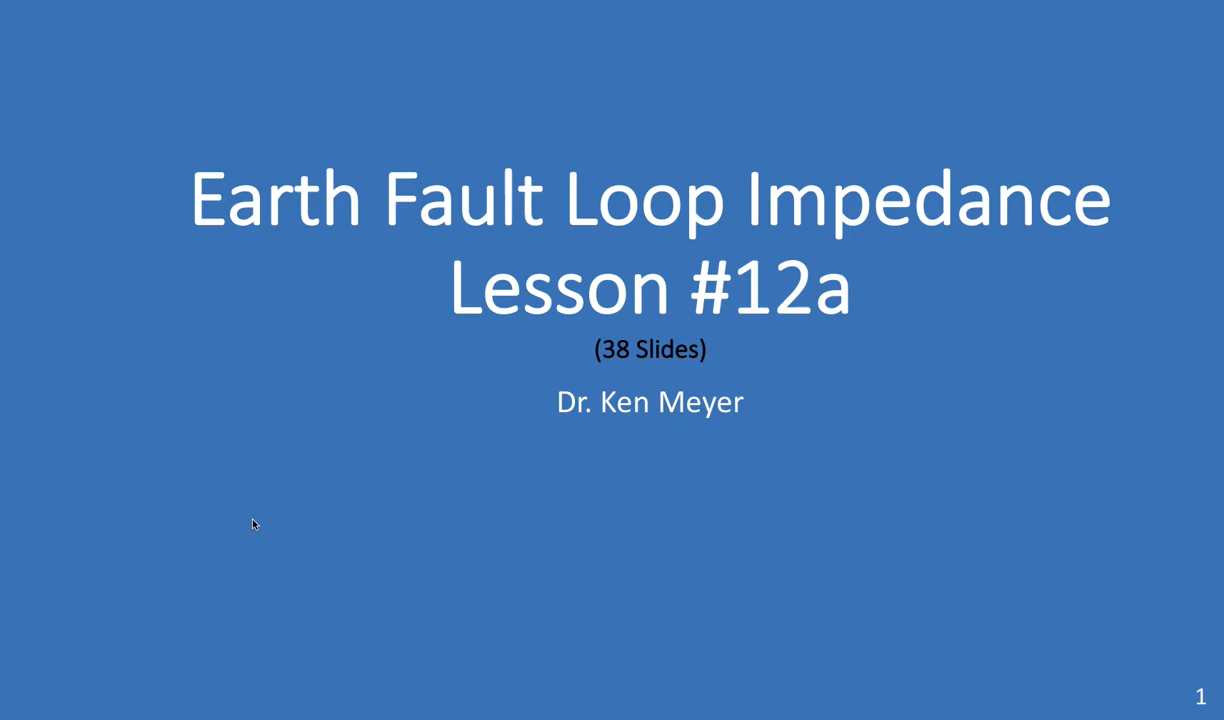 Earth Fault Loop Impedance
Lesson #12a
(38 Slides)
Dr. Ken Meyer
1